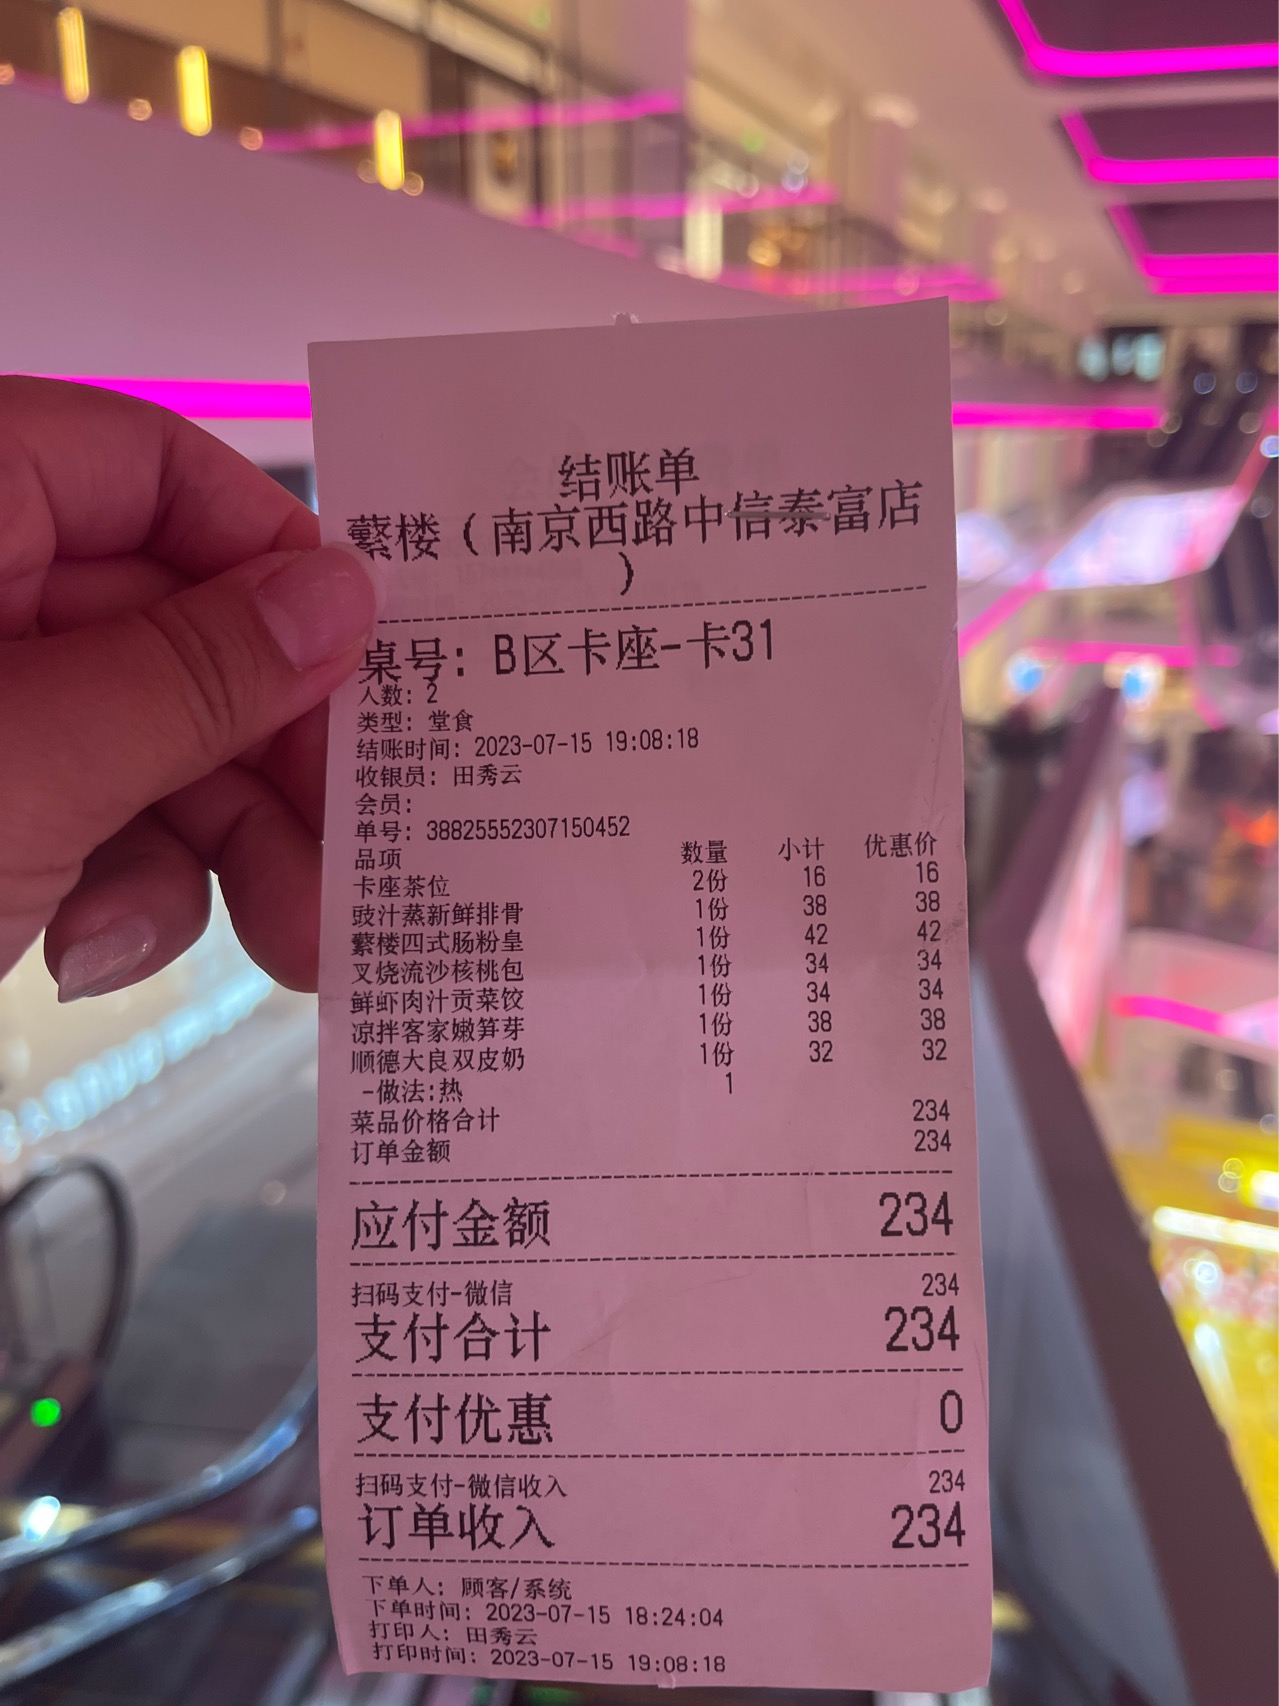 结账单
蘩楼（南京西路中信泰富店
）
桌号: B区卡座-卡31
人数: 2
类型: 堂食
结账时间: 2023-07-15 19:08:18
收银员: 田秀云
会员:
单号: 388255552307150452
品项 数量 小计 优惠价
卡座茶位 2份 16 16
豉汁蒸新鲜排骨 1份 38 38
蘩楼四式肠粉皇 1份 42 42
叉烧流沙核桃包 1份 34 34
鲜虾肉汁贡菜饺 1份 34 34
凉拌客家嫩笋芽 1份 38 38
顺德大良双皮奶 1份 32 32
-做法:热 1
菜品价格合计 234
订单金额 234
应付金额 234
扫码支付-微信 234
支付合计 234
支付优惠 0
扫码支付-微信收入 234
订单收入 234
下单人: 顾客/系统
下单时间: 2023-07-15 18:24:04
打印人: 田秀云
打印时间: 2023-07-15 19:08:18